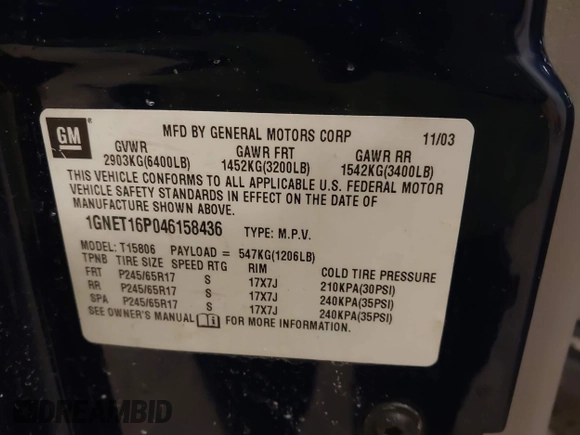 GM
MFD BY GENERAL MOTORS CORP 11/03
GVWR GAWR FRT GAWR RR
2903KG(6400LB) 1452KG(3200LB) 1542KG(3400LB)
THIS VEHICLE CONFORMS TO ALL APPLICABLE U.S. FEDERAL MOTOR
VEHICLE SAFETY STANDARDS IN EFFECT ON THE DATE OF
MANUFACTURE SHOWN ABOVE.
1GNET16P046158436 TYPE: M.P.V.
MODEL: T15806 PAYLOAD = 547KG(1206LB)
TPNB TIRE SIZE SPEED RTG RIM COLD TIRE PRESSURE
FRT P245/65R17 S 17X7J 210KPA(30PSI)
RR P245/65R17 S 17X7J 240KPA(35PSI)
SPA P245/65R17 S 17X7J 240KPA(35PSI)
SEE OWNER'S MANUAL FOR MORE INFORMATION.
DREAMBID